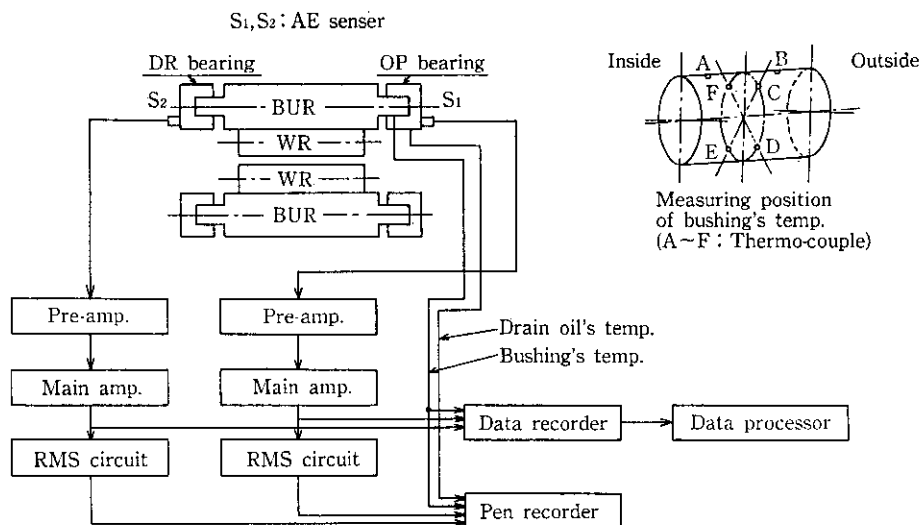 S₁,S₂: AE senser
DR bearing
OP bearing
S₂
BUR
S₁
WR
WR
BUR
Inside
A
B
Outside
F
C
E
D
Measuring position
of bushing's temp.
(A~F: Thermo-couple)
Pre-amp.
Pre-amp.
Drain oil's temp.
Bushing's temp.
Main amp.
Main amp.
Data recorder
Data processor
RMS circuit
RMS circuit
Pen recorder